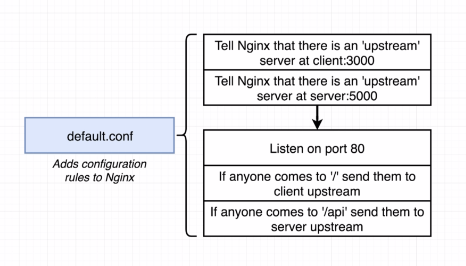 Tell Nginx that there is an 'upstream'
server at client:3000
Tell Nginx that there is an 'upstream'
server at server:5000
default.conf
Adds configuration
rules to Nginx
Listen on port 80
If anyone comes to '/' send them to
client upstream
If anyone comes to '/api' send them to
server upstream